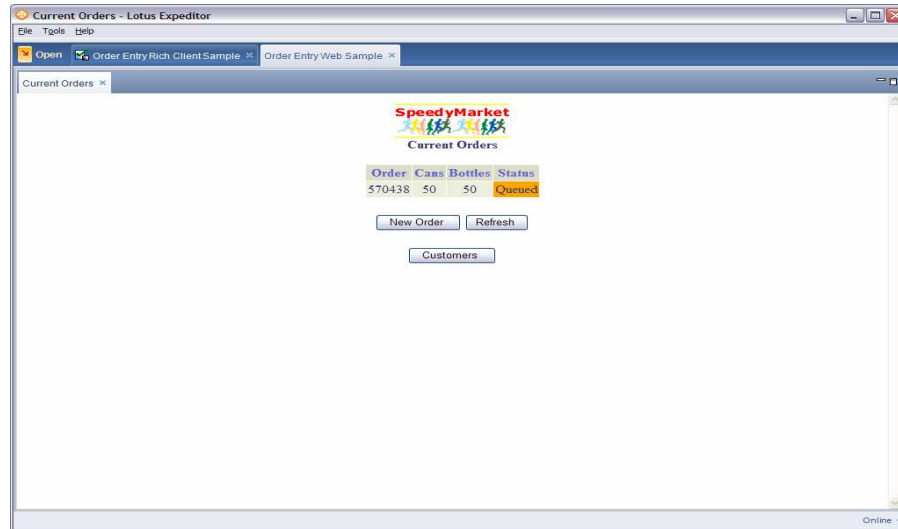 Current Orders - Lotus Expeditor
File Tools Help
Open Order Entry Rich Client Sample Order Entry Web Sample
Current Orders
SpeedyMarket
Current Orders
Order Cans Bottles Status
570438 50 50 Queued
New Order Refresh
Customers
Online